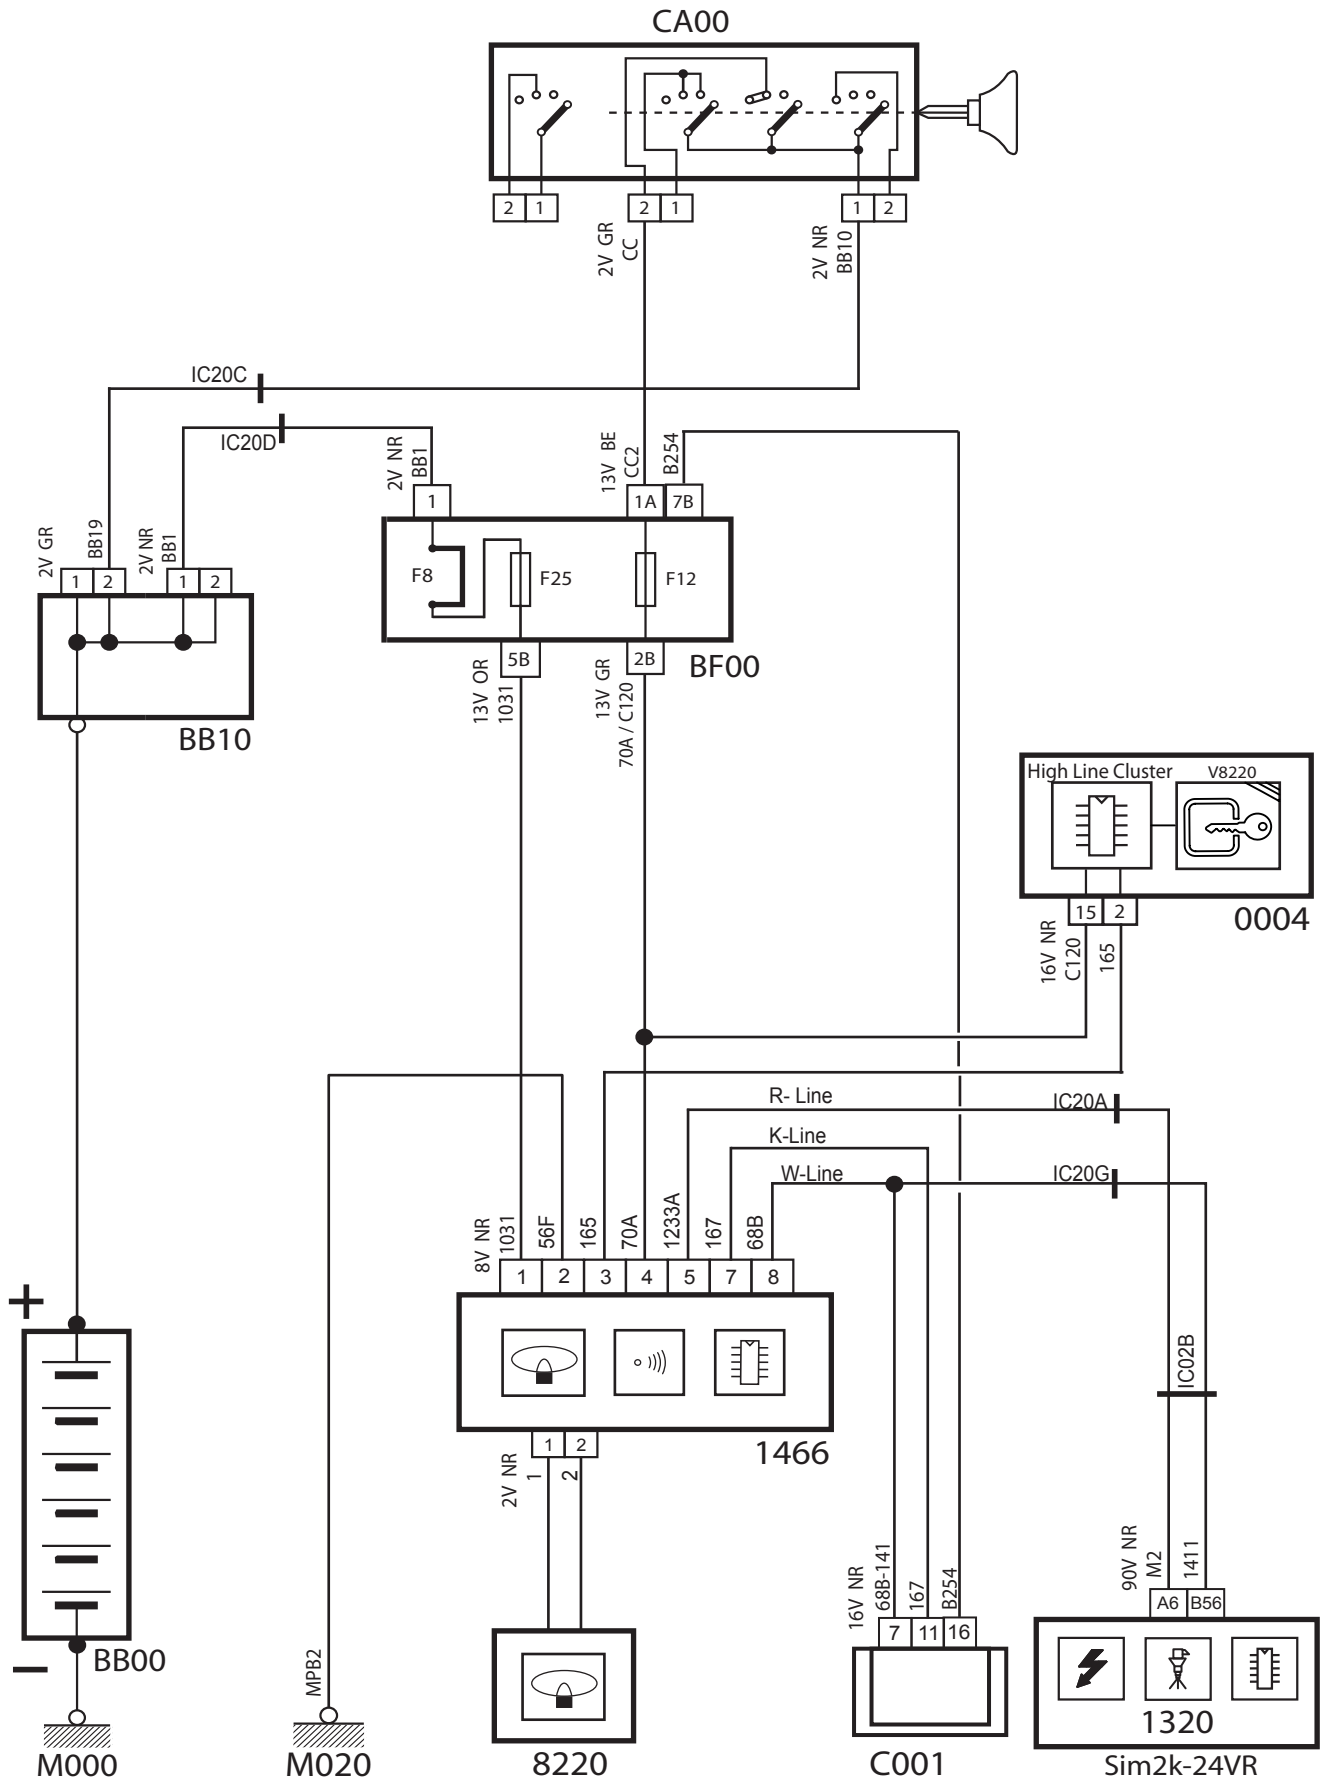 CA00
2 1
2 1
1 2
2V GR
CC
2V NR
BB10
IC20C
IC20D
2V NR
BB1
13V BE
CC2
B254
1
1A 7B
2V GR
BB19
2V NR
BB1
1 2
1 2
F8
F25
F12
5B
2B
BF00
13V OR
1031
13V GR
70A / C120
BB10
High Line Cluster
V8220
15 2
0004
16V NR
C120
165
R- Line
IC20A
K-Line
W-Line
IC20G
8V NR
1031
56F
165
70A
1233A
167
68B
1 2 3 4 5 7 8
+
IC02B
1466
1 2
2V NR
1
2
90V NR
M2
1411
16V NR
68B-141
167
B254
A6 B56
7 11 16
BB00
–
MPB2
1320
M000
M020
8220
C001
Sim2k-24VR